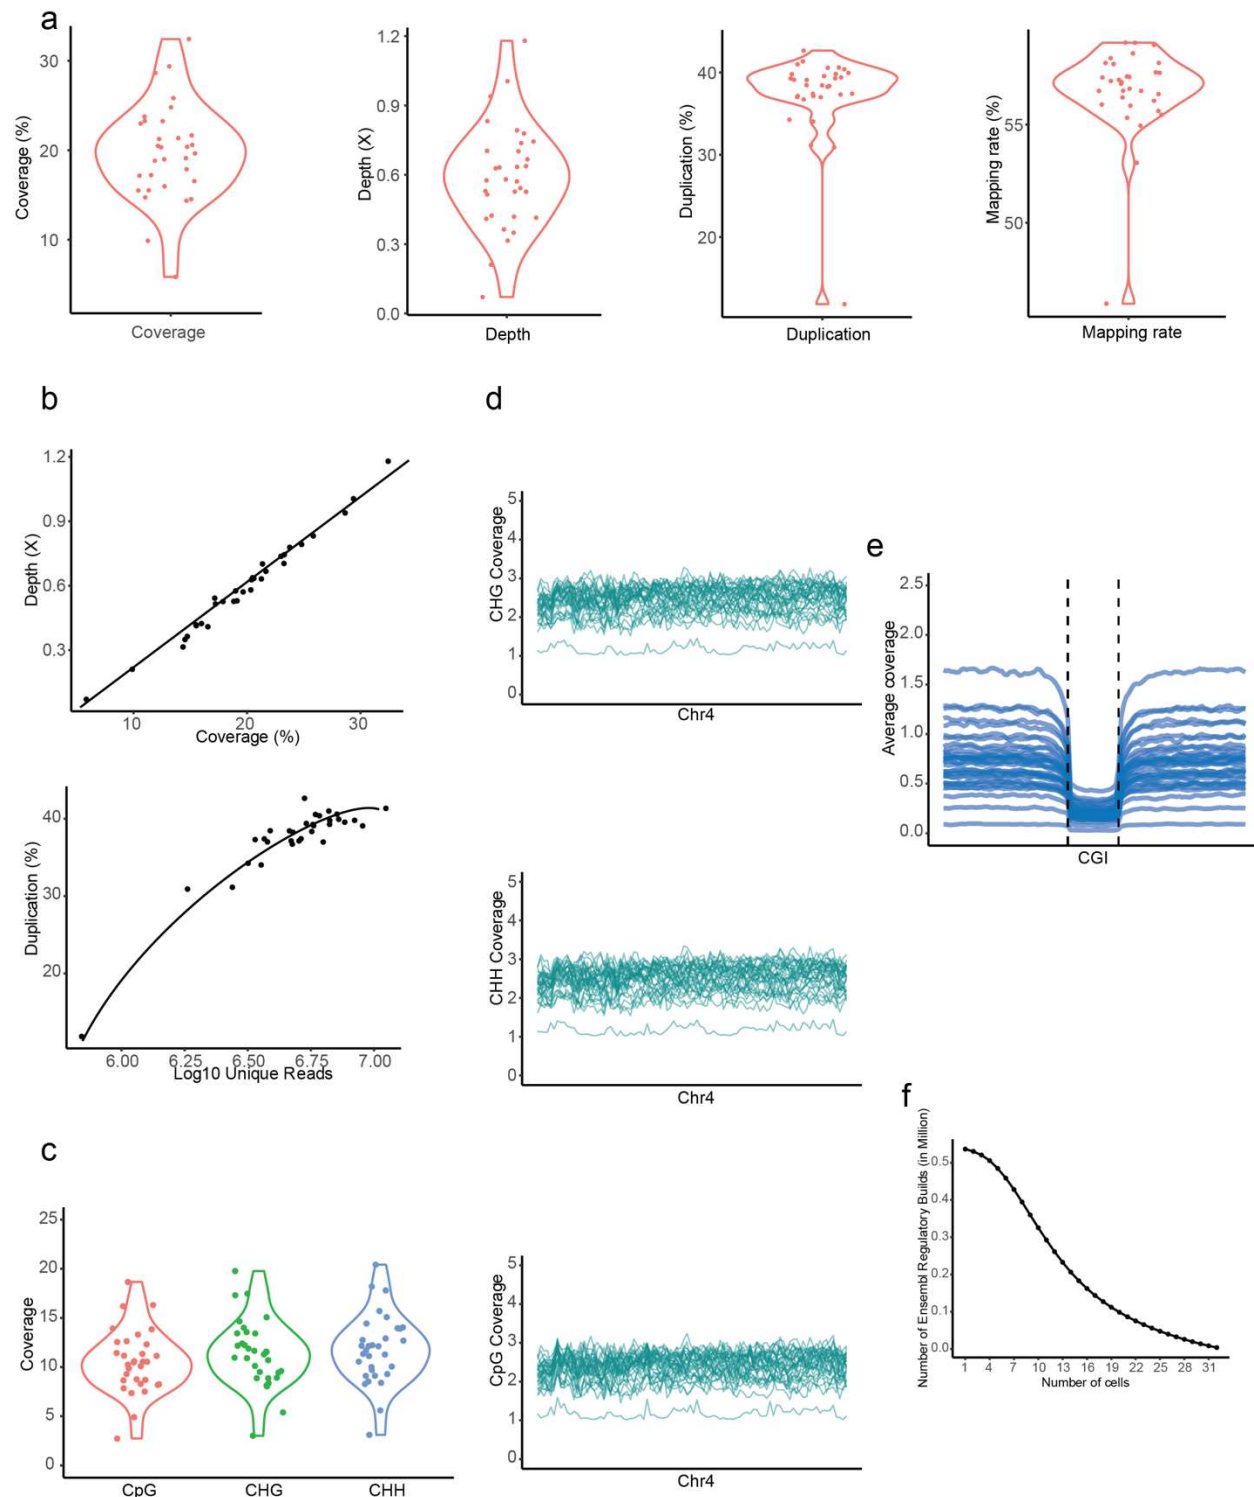 a
Coverage (%)
30
20
10
Coverage
Depth (X)
1.2
0.9
0.6
0.3
0.0
Depth
Duplication (%)
40
30
20
Duplication
Mapping rate (%)
55
50
Mapping rate
b
Depth (X)
1.2
0.9
0.6
0.3
10
20
30
Coverage (%)
Duplication (%)
40
30
20
6.00
6.25
6.50
6.75
7.00
Log10 Unique Reads
c
Coverage
25
20
15
10
5
0
CpG
CHG
CHH
d
CHG Coverage
5
4
3
2
1
0
Chr4
CHH Coverage
5
4
3
2
1
0
Chr4
CpG Coverage
5
4
3
2
1
0
Chr4
e
Average coverage
2.5
2.0
1.5
1.0
0.5
0.0
CGI
f
Number of Ensembl Regulatory Builds (in Million)
0.5
0.4
0.3
0.2
0.1
0.0
1
4
7
10
13
16
19
22
25
28
31
Number of cells